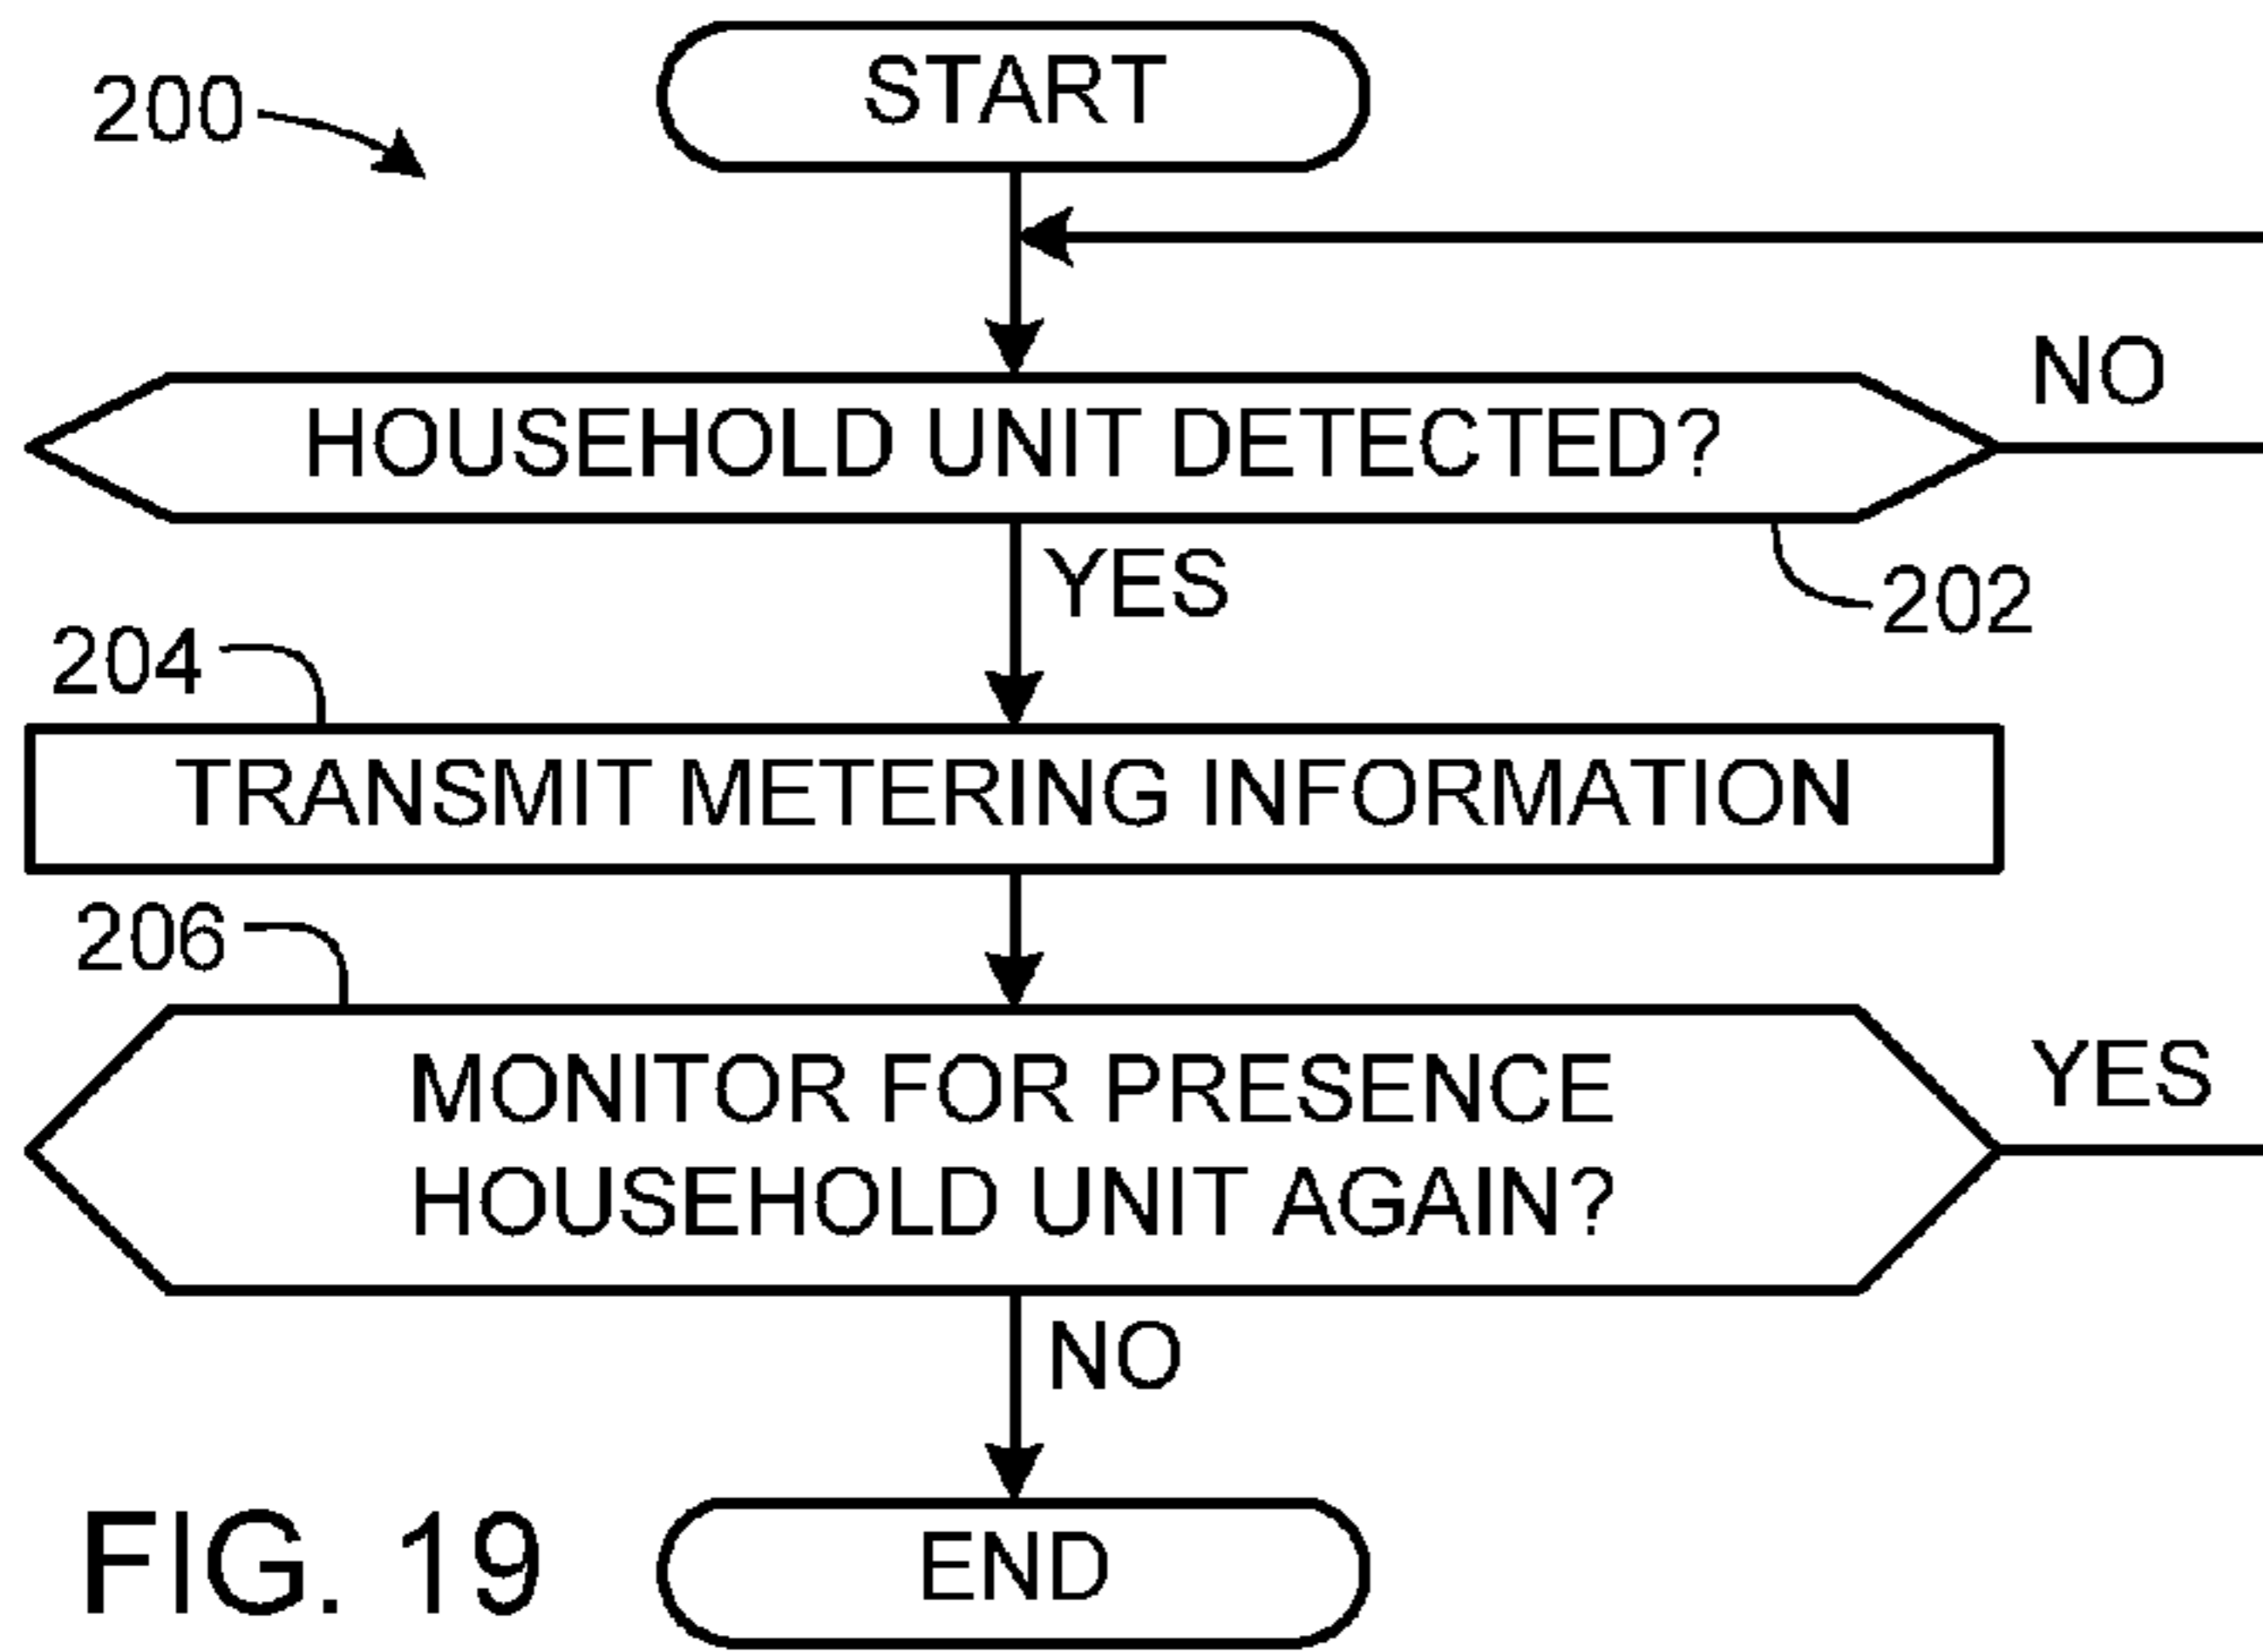 200
START
HOUSEHOLD UNIT DETECTED?
NO
YES
202
204
TRANSMIT METERING INFORMATION
206
MONITOR FOR PRESENCE
HOUSEHOLD UNIT AGAIN?
YES
NO
FIG. 19
END